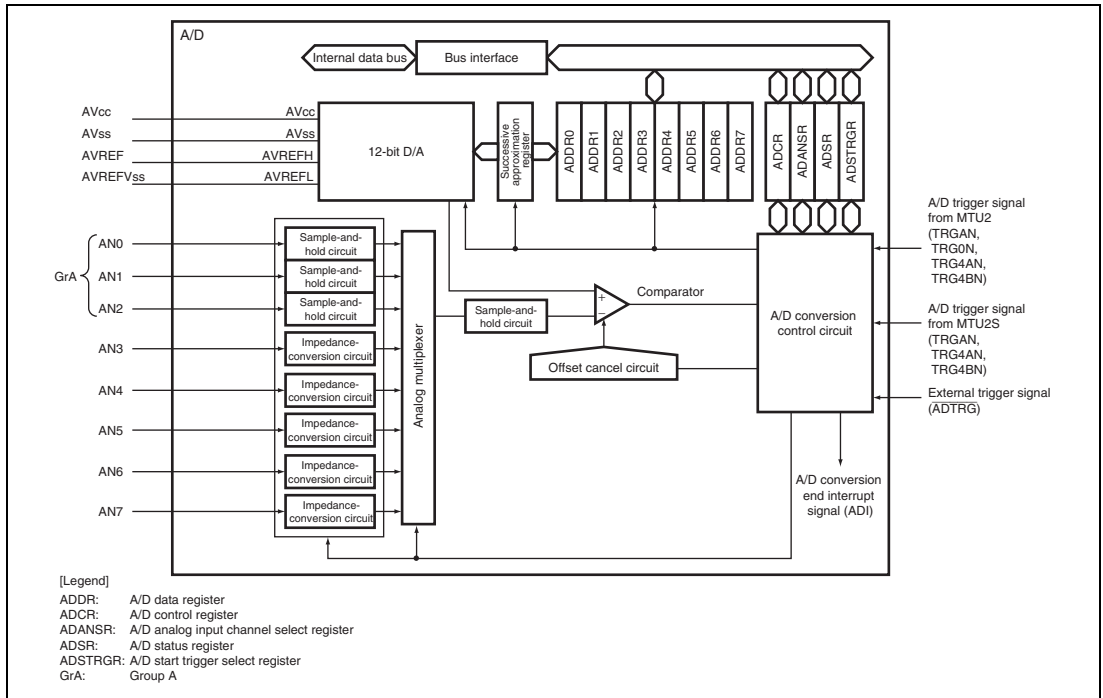 A/D
Internal data bus
Bus interface
AVcc
AVss
AVREF
AVREFVss
AVcc
AVss
AVREFH
AVREFL
12-bit D/A
Successive
approximation
register
ADDR0
ADDR1
ADDR2
ADDR3
ADDR4
ADDR5
ADDR6
ADDR7
ADCR
ADANSR
ADSR
ADSTRGR
GrA
AN0
AN1
AN2
AN3
AN4
AN5
AN6
AN7
Sample-and-
hold circuit
Sample-and-
hold circuit
Sample-and-
hold circuit
Impedance-
conversion circuit
Impedance-
conversion circuit
Impedance-
conversion circuit
Impedance-
conversion circuit
Impedance-
conversion circuit
Analog multiplexer
Sample-and-
hold circuit
+
−
Comparator
Offset cancel circuit
A/D conversion
control circuit
A/D trigger signal
from MTU2
(TRGAN,
TRG0N,
TRG4AN,
TRG4BN)
A/D trigger signal
from MTU2S
(TRGAN,
TRG4AN,
TRG4BN)
External trigger signal
(ADTRG)
A/D conversion
end interrupt
signal (ADI)
[Legend]
ADDR: A/D data register
ADCR: A/D control register
ADANSR: A/D analog input channel select register
ADSR: A/D status register
ADSTRGR: A/D start trigger select register
GrA: Group A